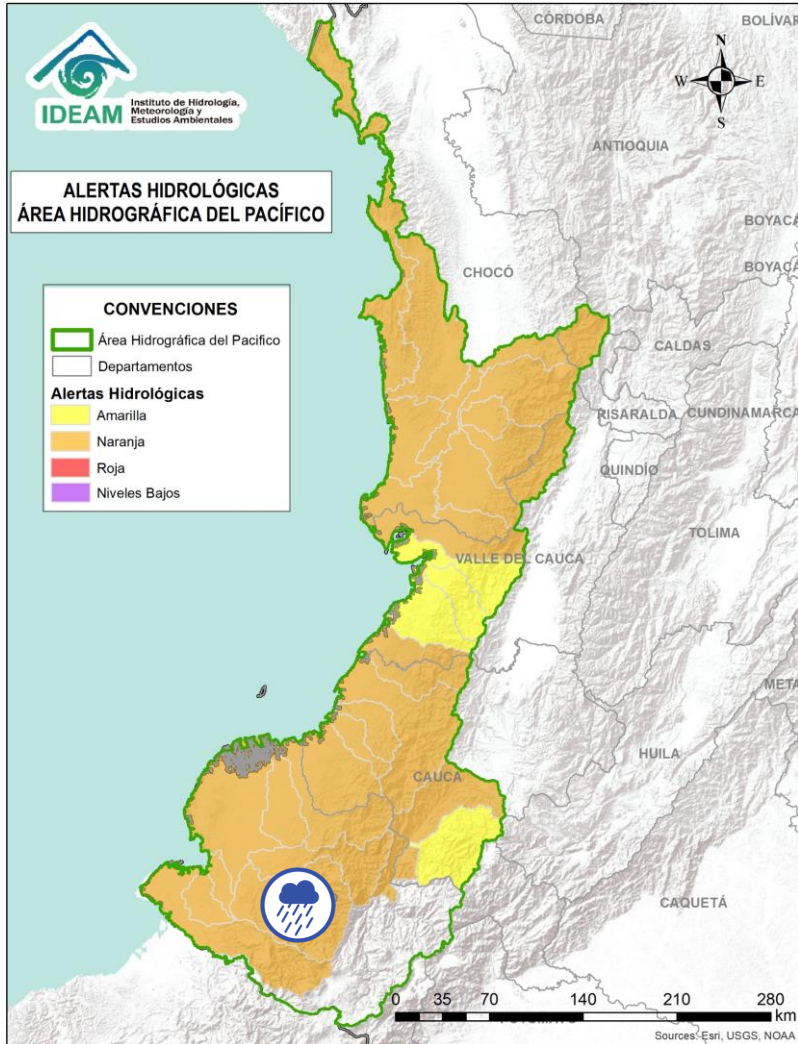 IDEAM
Instituto de Hidrología,
Meteorología y
Estudios Ambientales
ALERTAS HIDROLÓGICAS
ÁREA HIDROGRÁFICA DEL PACÍFICO
CONVENCIONES
Área Hidrográfica del Pacifico
Departamentos
Alertas Hidrológicas
Amarilla
Naranja
Roja
Niveles Bajos
CÓRDOBA
BOLÍVAR
N
W E
S
ANTIOQUIA
BOYACÁ
CHOCÓ
BOYACÁ
CALDAS
RISARALDA
CUNDINAMARCA
QUINDÍO
TOLIMA
VALLE DEL CAUCA
META
HUILA
CAUCA
CAQUETÁ
0 35 70 140 210 280
km
Sources: Esri, USGS, NOAA